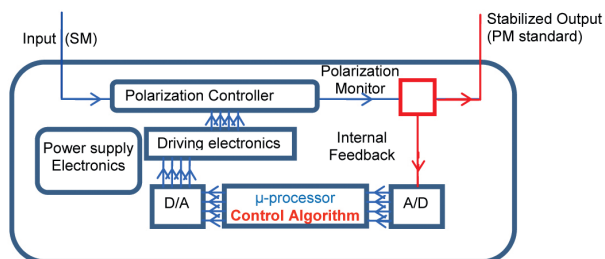 Stabilized Output
(PM standard)
Input (SM)
Polarization
Monitor
Polarization Controller
Internal
Feedback
Power supply
Electronics
Driving electronics
D/A
μ-processor
Control Algorithm
A/D